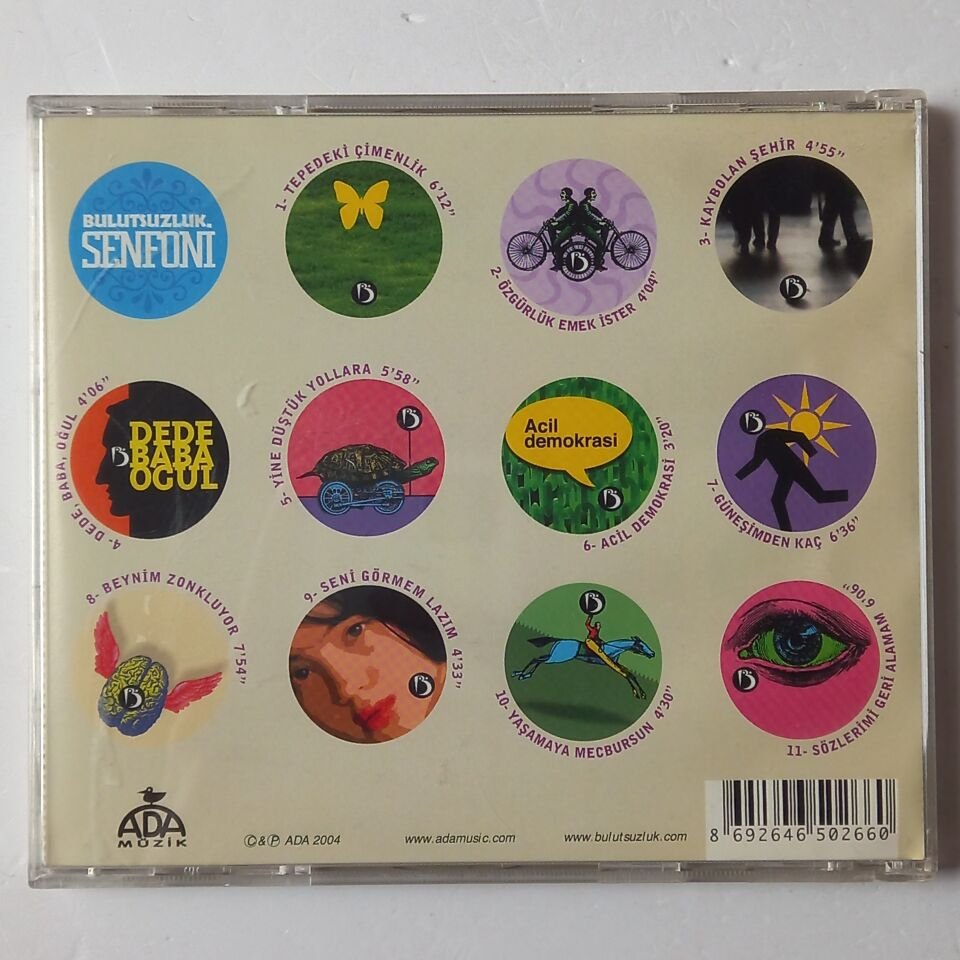 BULUTSUZLUK
SENFONI
1- TEPEDEKİ ÇİMENLİK 6'12"
B
2- ÖZGÜRLÜK EMEK İSTER 4'04"
B
3- KAYBOLAN ŞEHİR 4'55"
B
4- DEDE, BABA, OĞUL 4'06"
B
DEDE
BABA
OĞUL
5- YİNE DÜŞTÜK YOLLARA 5'58"
B
Acil
demokrasi
B
6- ACİL DEMOKRASİ 3'20"
B
7- GÜNEŞİMDEN KAÇ 6'36"
8- BEYNİM ZONKLUYOR 7'54"
B
9- SENİ GÖRMEM LAZIM 4'33"
B
B
10- YAŞAMAYA MECBURSUN 4'30"
B
11- SÖZLERİMİ GERİ ALAMAM 6'06"
ADA
MÜZİK
©&℗ ADA 2004
www.adamusic.com
www.bulutsuzluk.com
8 692646 502660